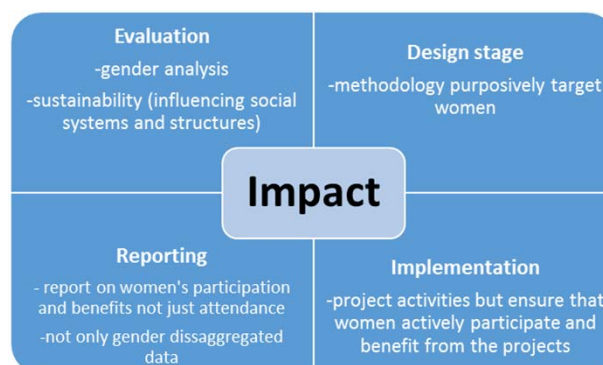 Evaluation
-gender analysis
-sustainability (influencing social
systems and structures)
Design stage
-methodology purposively target
women
Impact
Reporting
- report on women's participation
and benefits not just attendance
-not only gender dissaggregated
data
Implementation
-project activities but ensure that
women actively participate and
benefit from the projects